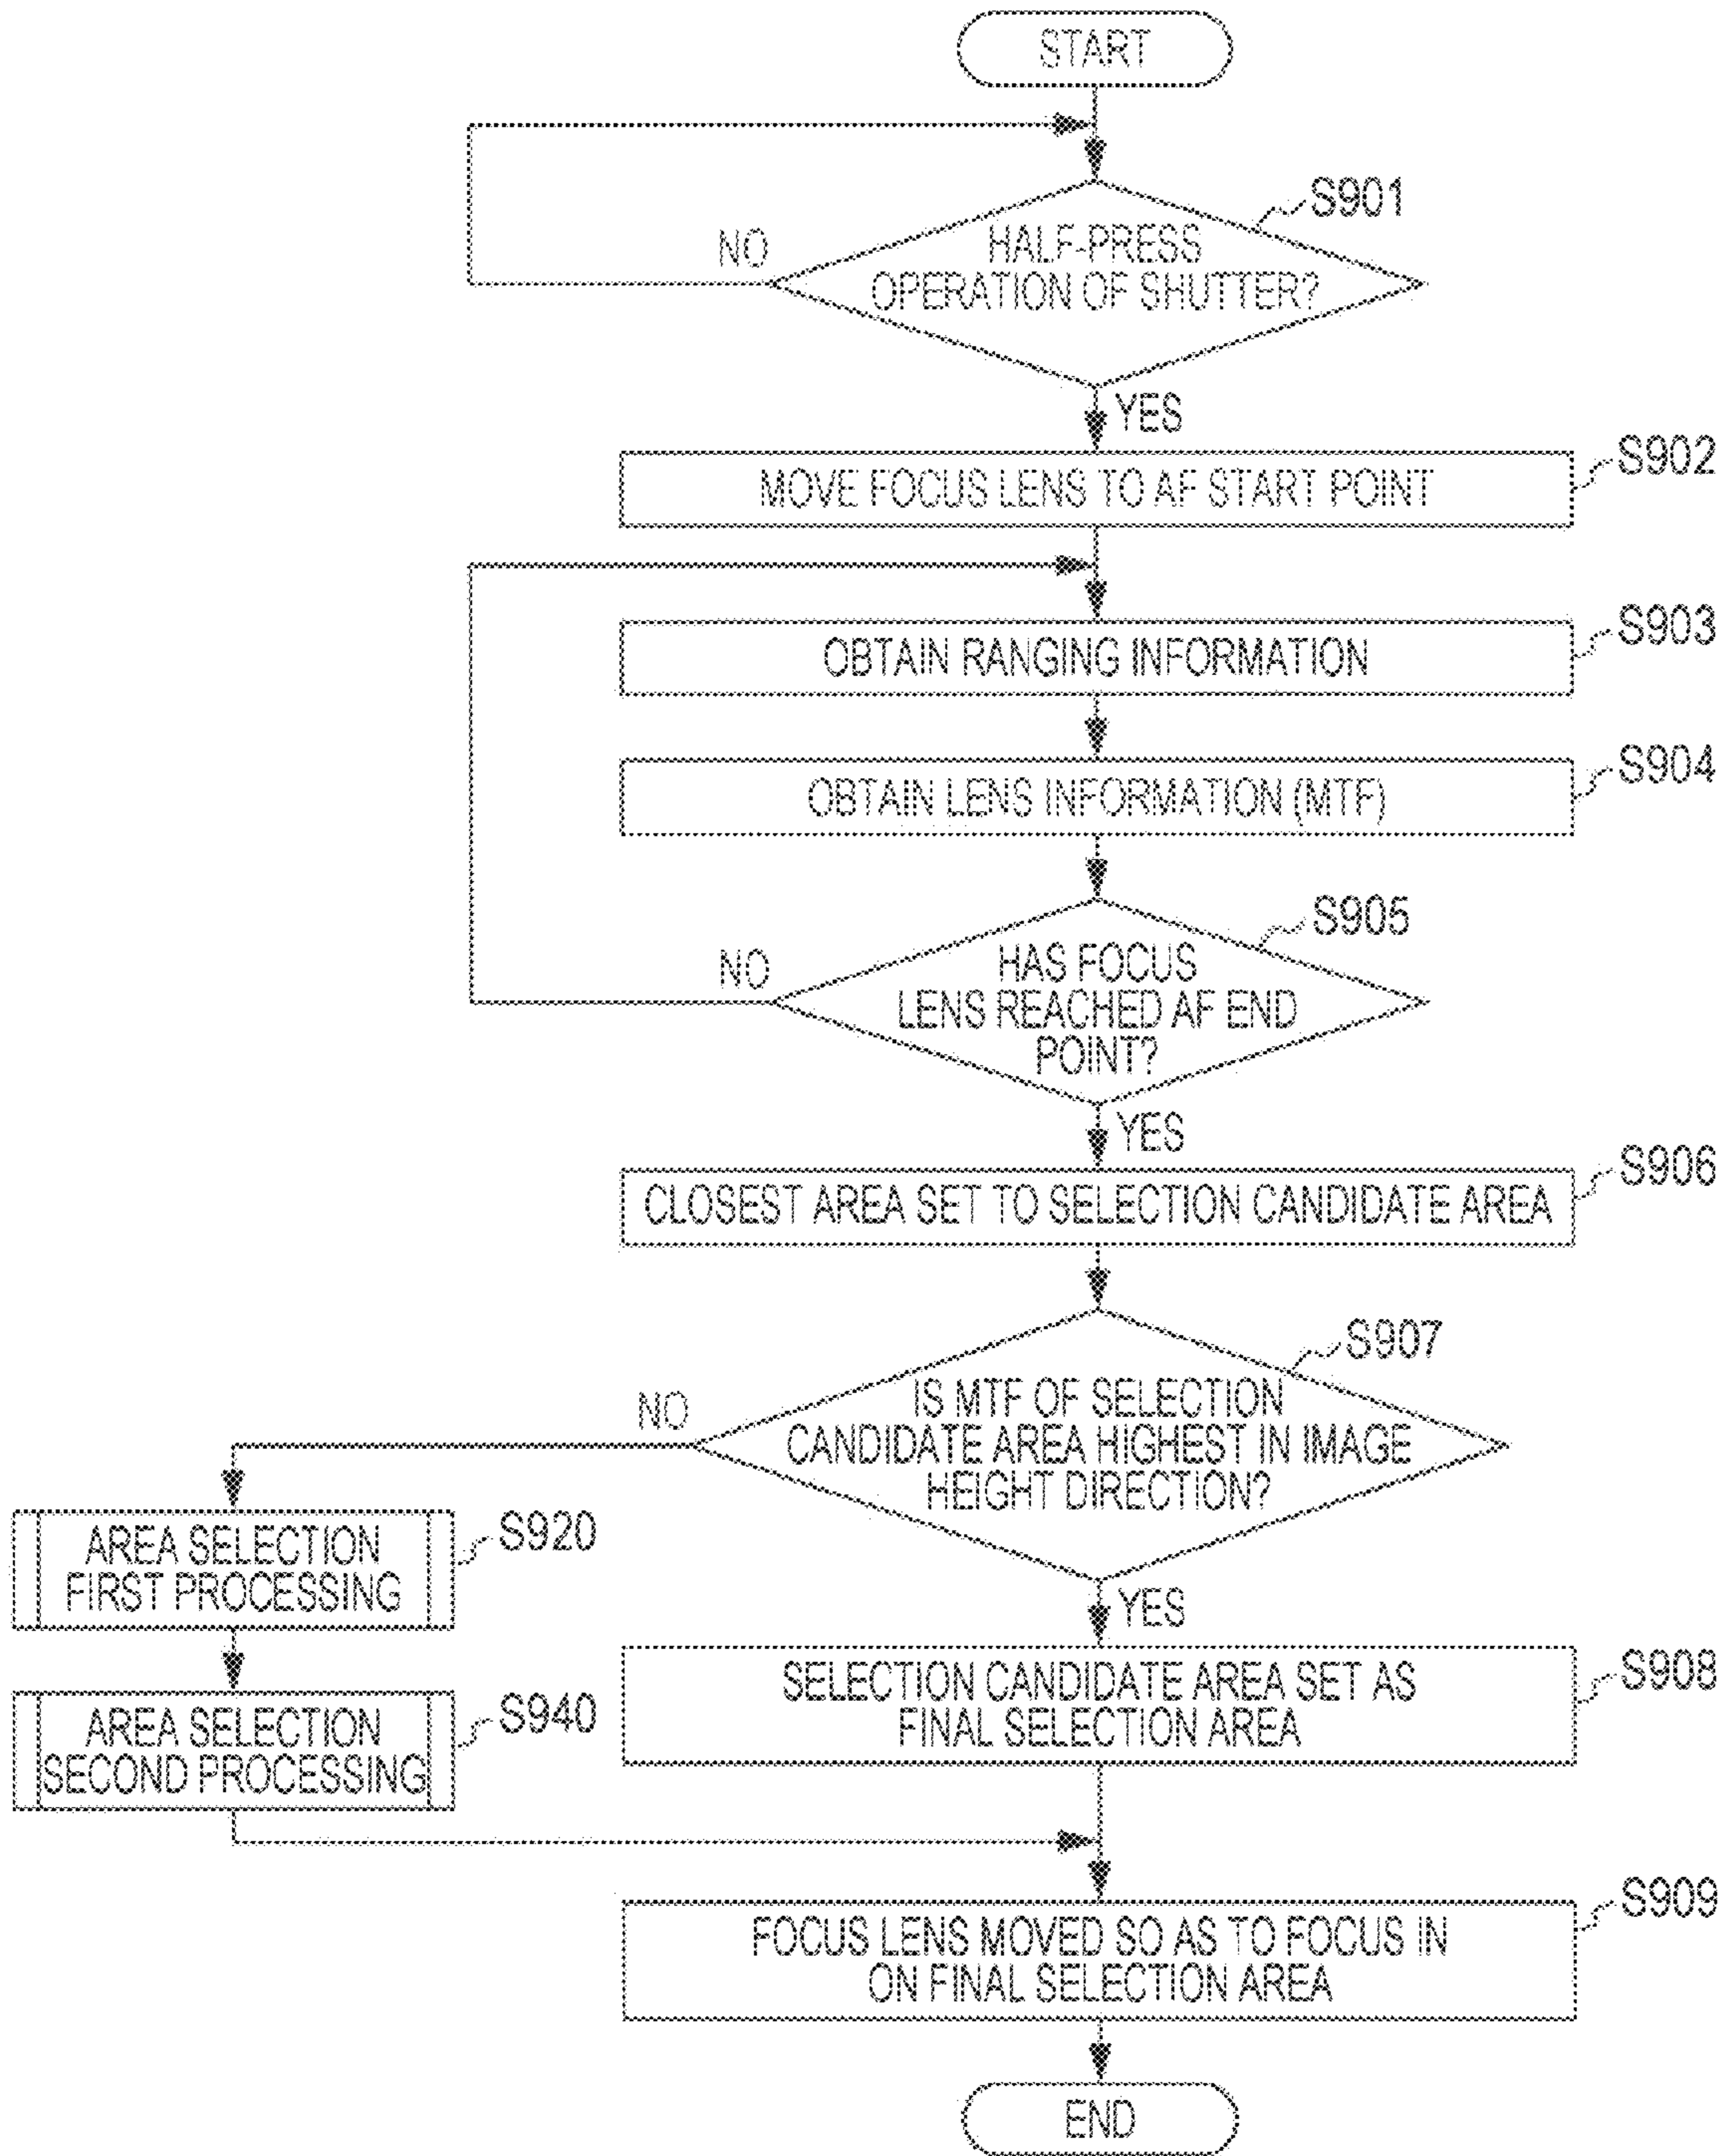 START
S901
HALF-PRESS
OPERATION OF SHUTTER?
NO
YES
S902
MOVE FOCUS LENS TO AF START POINT
S903
OBTAIN RANGING INFORMATION
S904
OBTAIN LENS INFORMATION (MTF)
S905
HAS FOCUS
LENS REACHED AF END
POINT?
NO
YES
S906
CLOSEST AREA SET TO SELECTION CANDIDATE AREA
S907
IS MTF OF SELECTION
CANDIDATE AREA HIGHEST IN IMAGE
HEIGHT DIRECTION?
NO
YES
S920
AREA SELECTION
FIRST PROCESSING
S940
AREA SELECTION
SECOND PROCESSING
S908
SELECTION CANDIDATE AREA SET AS
FINAL SELECTION AREA
S909
FOCUS LENS MOVED SO AS TO FOCUS IN
ON FINAL SELECTION AREA
END